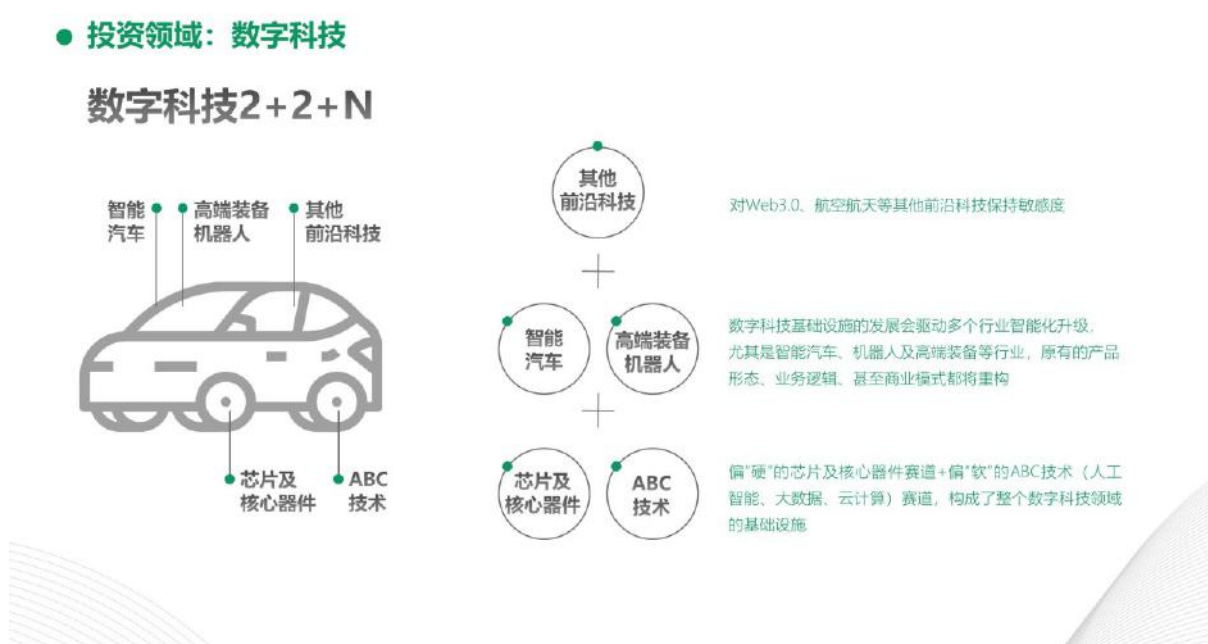 投资领域：数字科技
数字科技2+2+N
智能
汽车
高端装备
机器人
其他
前沿科技
芯片及
核心器件
ABC
技术
其他
前沿科技
对Web3.0、航空航天等其他前沿科技保持敏感度
智能
汽车
高端装备
机器人
数字科技基础设施的发展会驱动多个行业智能化升级，
尤其是智能汽车、机器人及高端装备等行业，原有的产品
形态、业务逻辑、甚至商业模式都将重构
芯片及
核心器件
ABC
技术
偏"硬"的芯片及核心器件赛道+偏"软"的ABC技术（人工
智能、大数据、云计算）赛道，构成了整个数字科技领域
的基础设施